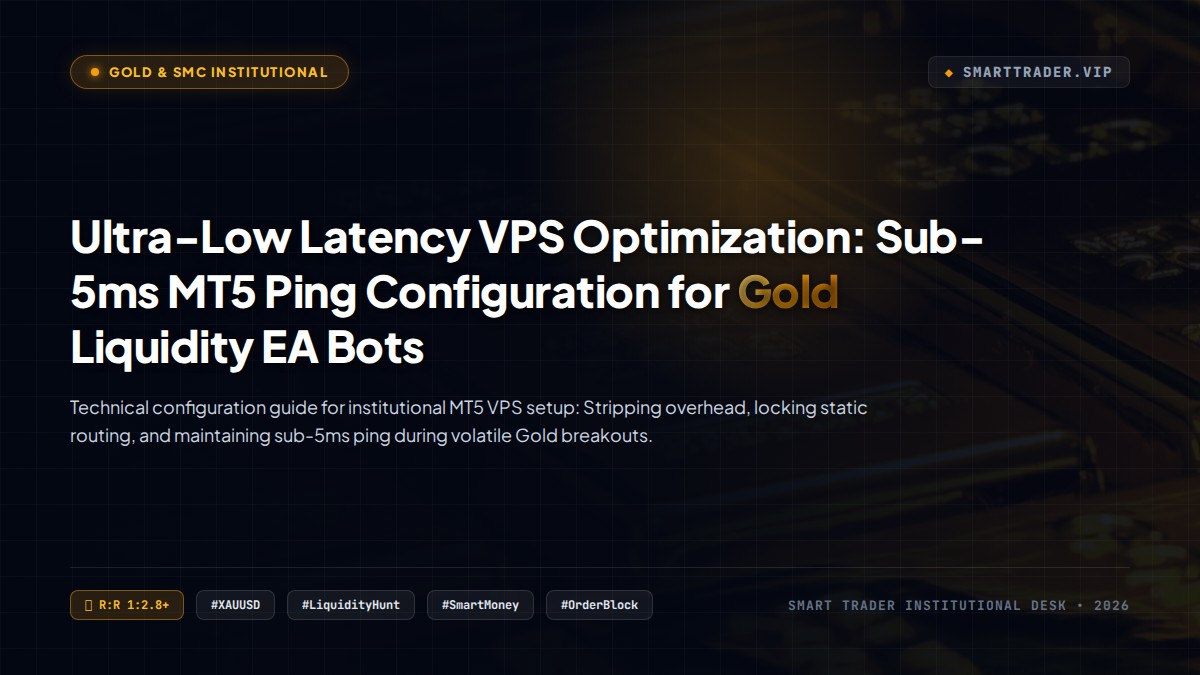 GOLD & SMC INSTITUTIONAL
◆ SMARTTRADER.VIP
Ultra-Low Latency VPS Optimization: Sub-
5ms MT5 Ping Configuration for Gold
Liquidity EA Bots
Technical configuration guide for institutional MT5 VPS setup: Stripping overhead, locking static
routing, and maintaining sub-5ms ping during volatile Gold breakouts.
R:R 1:2.8+
#XAUUSD
#LiquidityHunt
#SmartMoney
#OrderBlock
SMART TRADER INSTITUTIONAL DESK • 2026